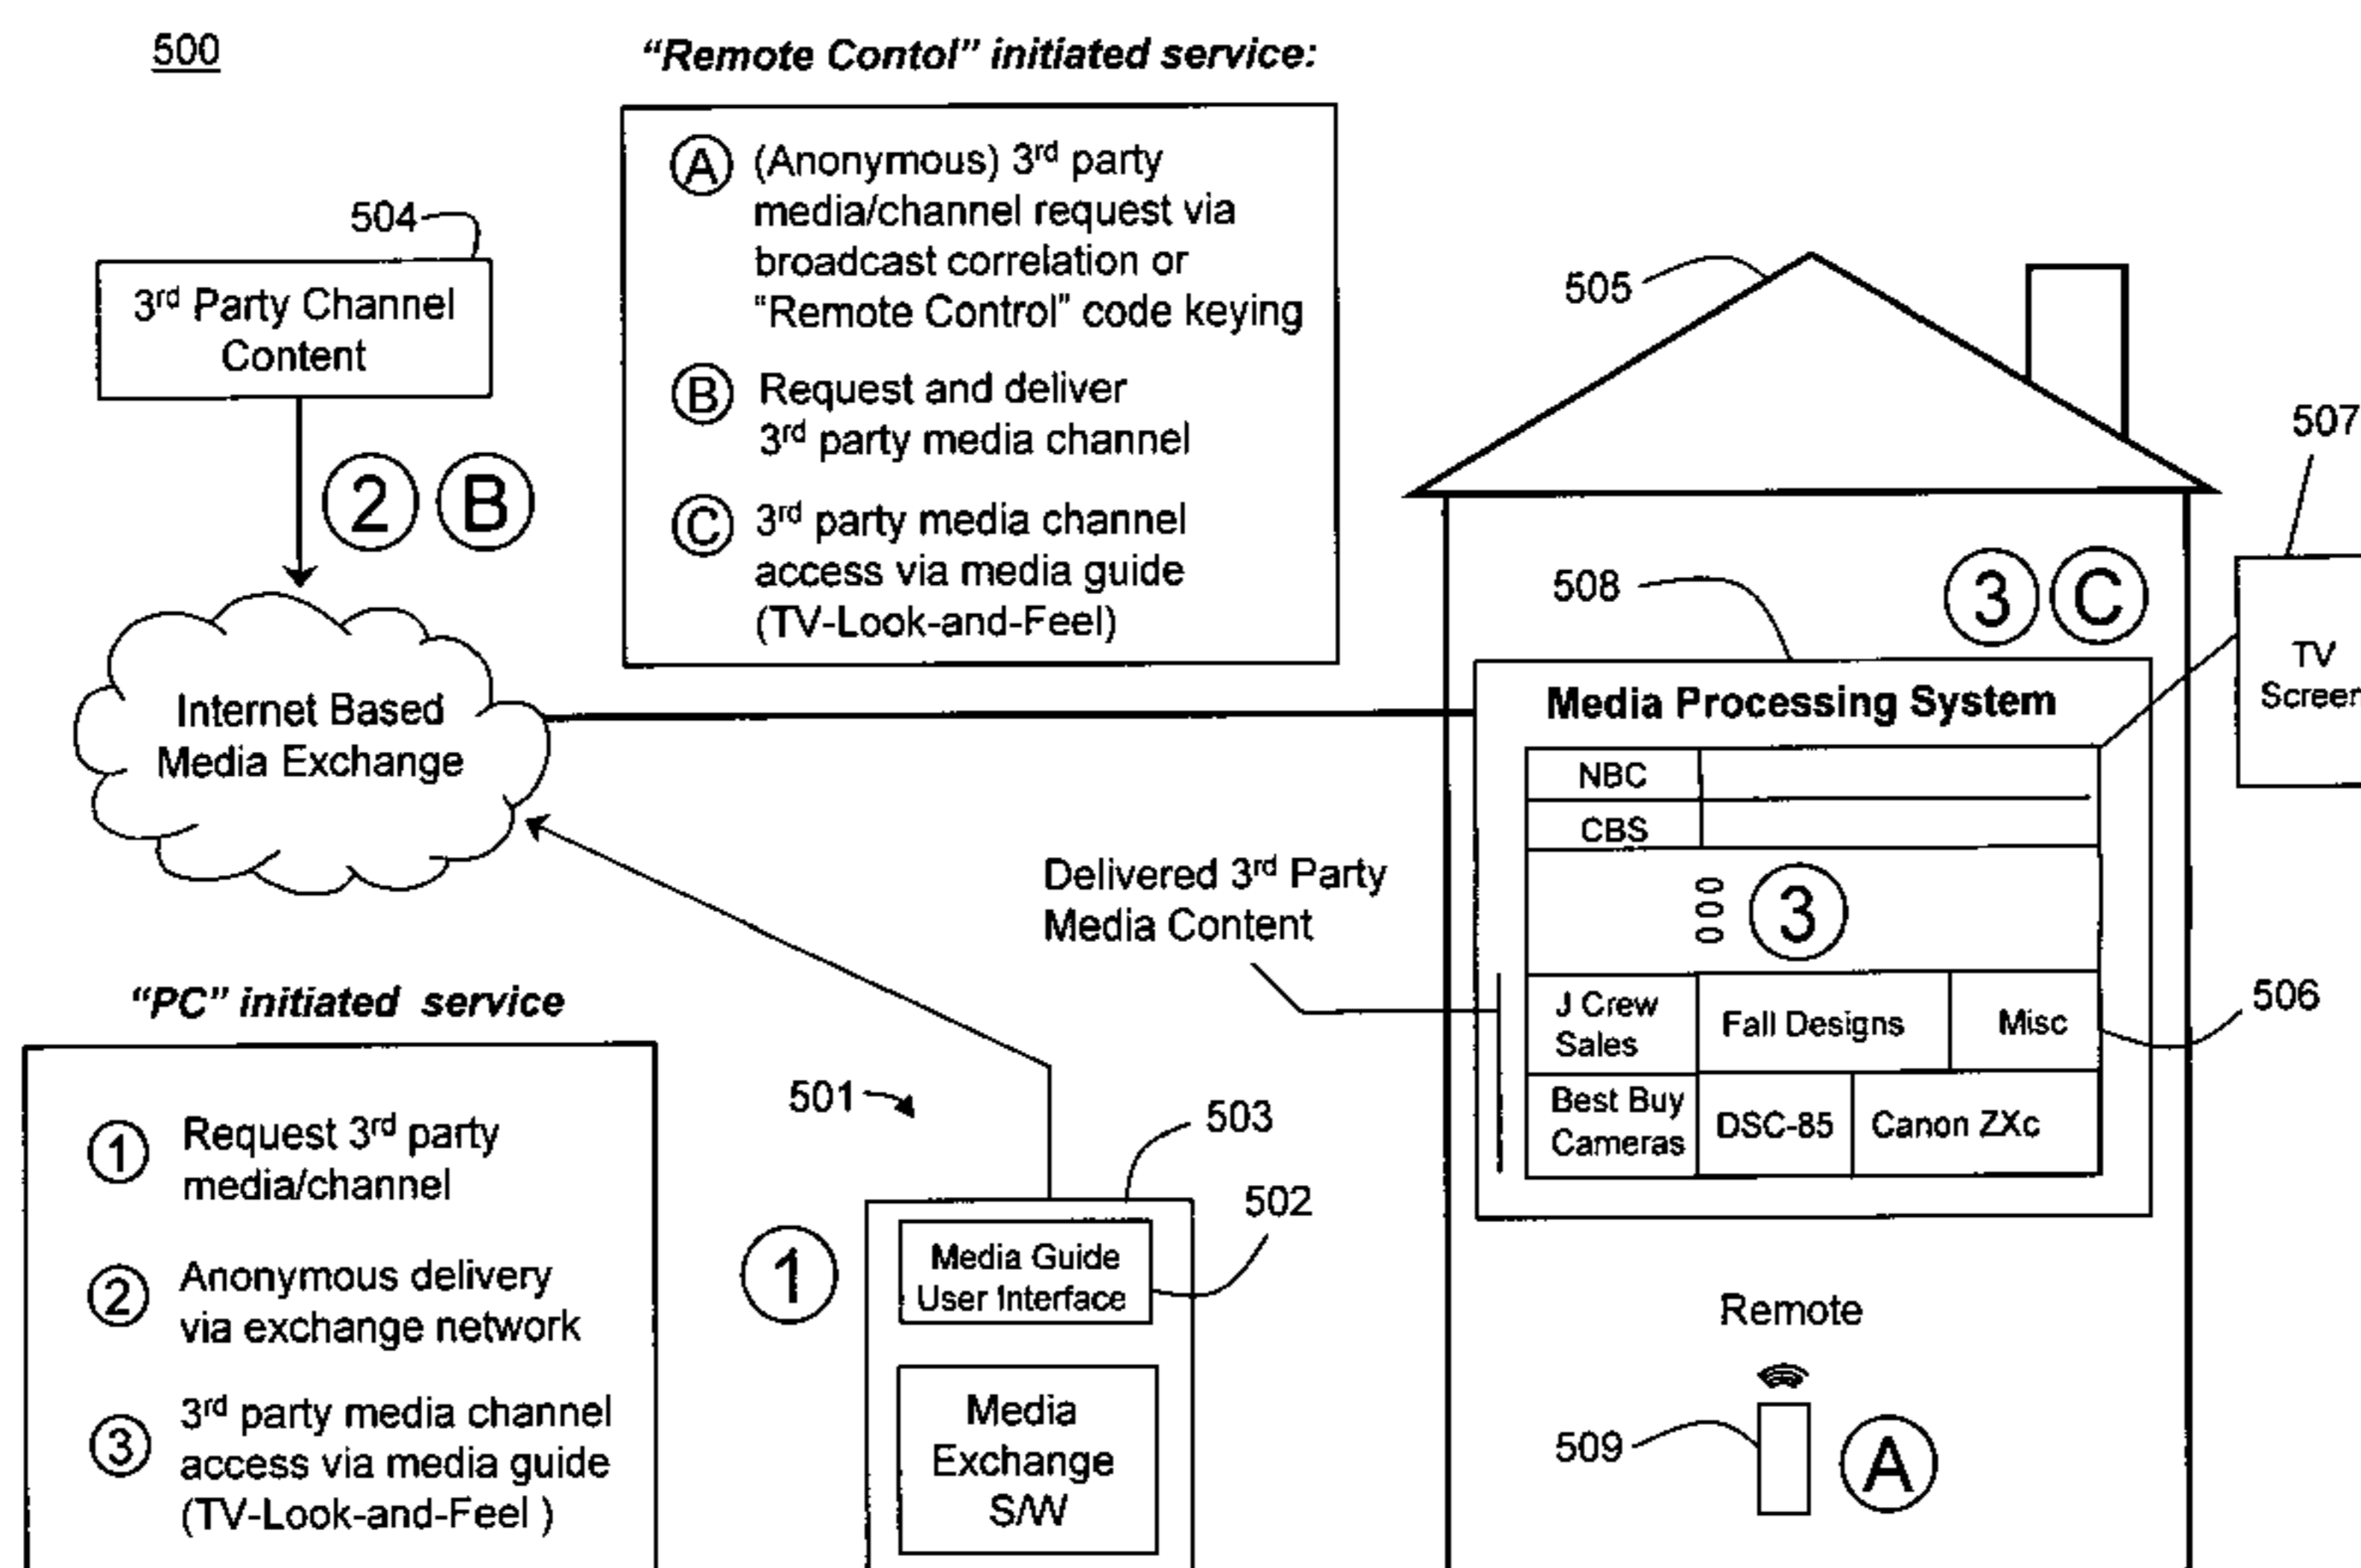 500
“Remote Contol” initiated service:
A (Anonymous) 3rd party
media/channel request via
broadcast correlation or
“Remote Control” code keying
B Request and deliver
3rd party media channel
C 3rd party media channel
access via media guide
(TV-Look-and-Feel)
504
3rd Party Channel
Content
2 B
Internet Based
Media Exchange
505
507
TV
Screen
508
3 C
Media Processing System
NBC
CBS
3
J Crew
Sales
Fall Designs
Misc
Best Buy
Cameras
DSC-85
Canon ZXc
506
Delivered 3rd Party
Media Content
“PC” initiated service
1 Request 3rd party
media/channel
2 Anonymous delivery
via exchange network
3 3rd party media channel
access via media guide
(TV-Look-and-Feel )
501
503
502
1
Media Guide
User Interface
Media
Exchange
S/W
Remote
509
A